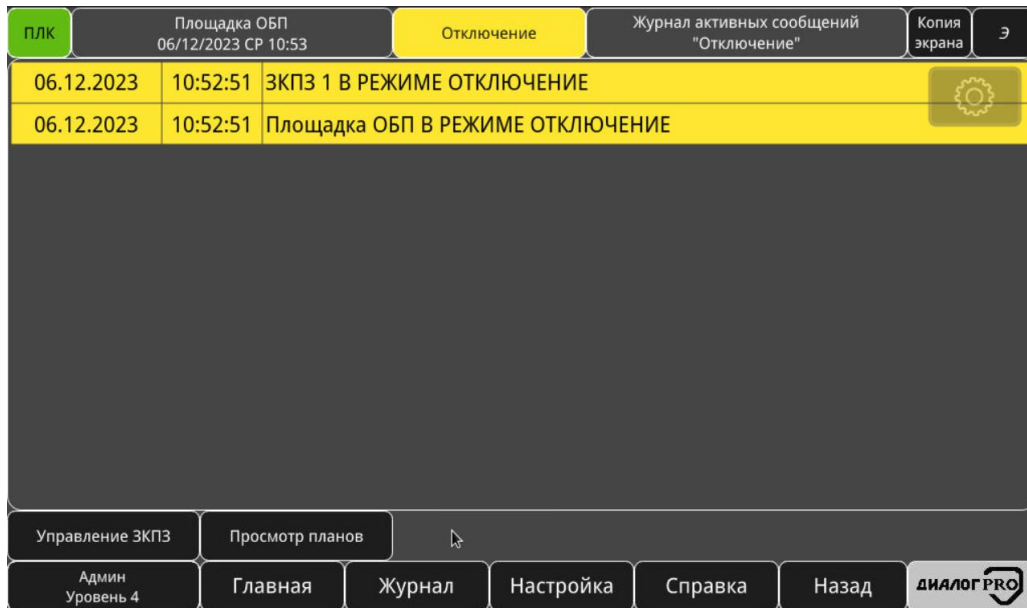 ПЛК
Площадка ОБП
06/12/2023 СР 10:53
Отключение
Журнал активных сообщений
"Отключение"
Копия
экрана
Э
06.12.2023 10:52:51 ЗКПЗ 1 В РЕЖИМЕ ОТКЛЮЧЕНИЕ
06.12.2023 10:52:51 Площадка ОБП В РЕЖИМЕ ОТКЛЮЧЕНИЕ
Управление ЗКПЗ
Просмотр планов
Админ
Уровень 4
Главная
Журнал
Настройка
Справка
Назад
ДИАЛОГ PRO